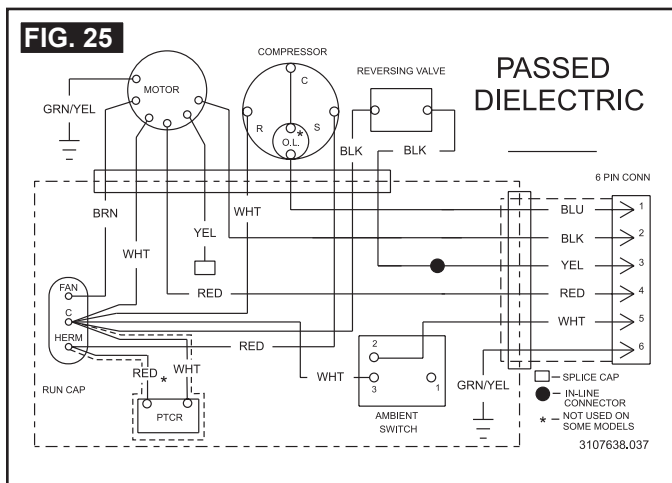 FIG. 25
COMPRESSOR
MOTOR
REVERSING VALVE
PASSED
DIELECTRIC
GRN/YEL
C
R
S
*
O.L.
BLK
BLK
6 PIN CONN
BRN
WHT
YEL
WHT
BLU
1
BLK
2
YEL
3
RED
RED
4
WHT
5
6
FAN
C
HERM
RED
RUN CAP
RED
*
WHT
PTCR
WHT
2
3
1
AMBIENT
SWITCH
GRN/YEL
SPLICE CAP
IN-LINE
CONNECTOR
* NOT USED ON
SOME MODELS
3107638.037